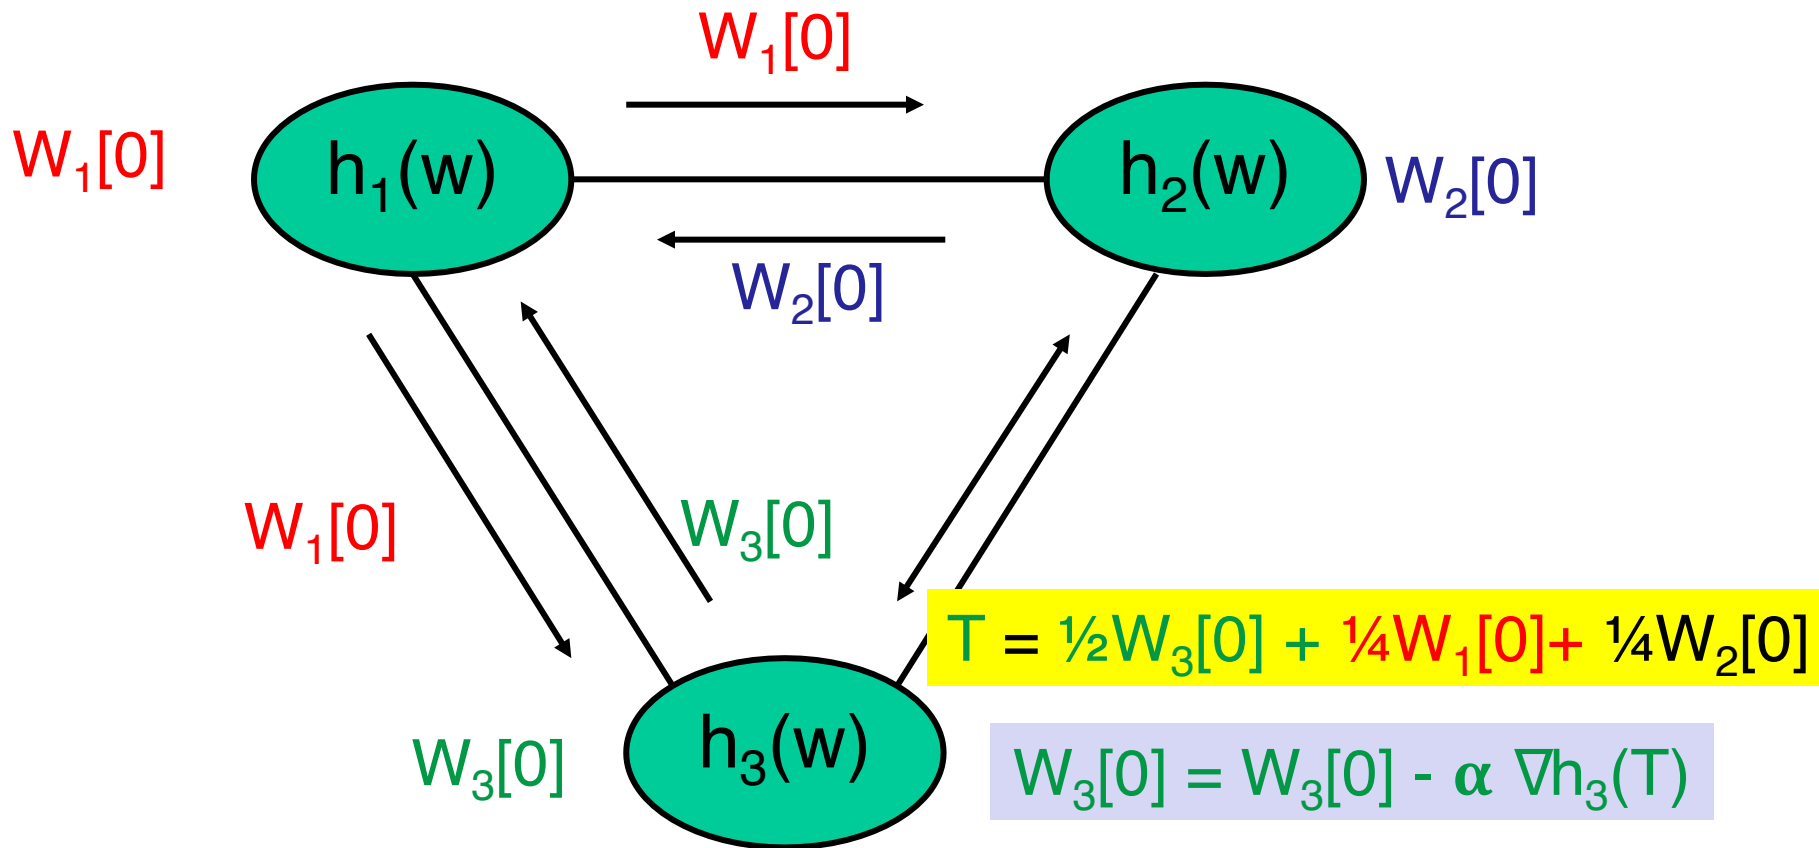 W₁[0]
W₁[0]
h₁(w)
h₂(w)
W₂[0]
W₂[0]
W₁[0]
W₃[0]
T = ½W₃[0] + ¼W₁[0]+ ¼W₂[0]
h₃(w)
W₃[0]
W₃[0] = W₃[0] - α ∇h₃(T)